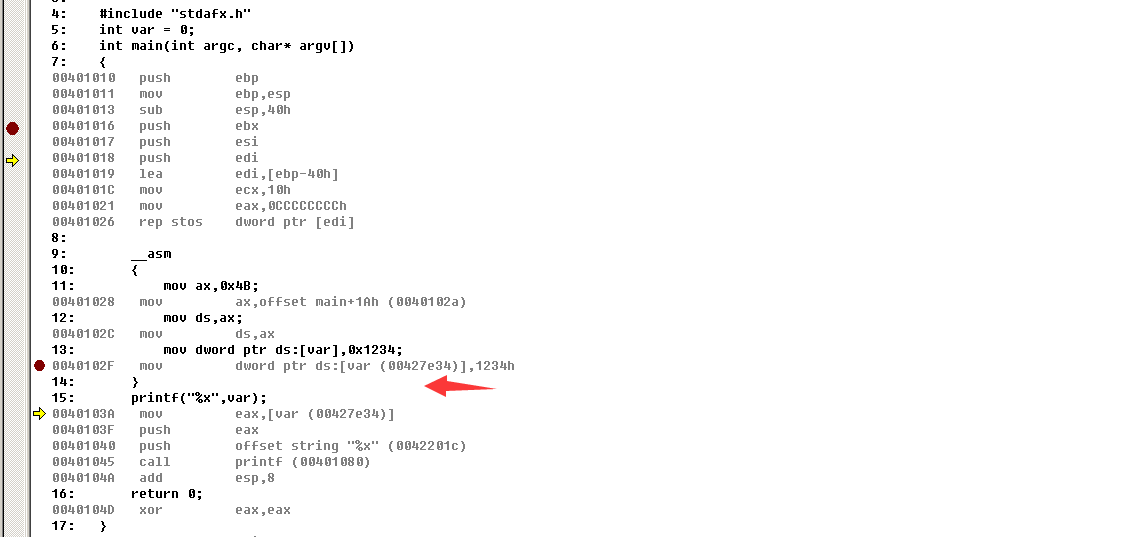 4: #include "stdafx.h"
5: int var = 0;
6: int main(int argc, char* argv[])
7: {
00401010 push ebp
00401011 mov ebp,esp
00401013 sub esp,40h
00401016 push ebx
00401017 push esi
00401018 push edi
00401019 lea edi,[ebp-40h]
0040101C mov ecx,10h
00401021 mov eax,0CCCCCCCCh
00401026 rep stos dword ptr [edi]
8:
9: __asm
10: {
11: mov ax,0x4B;
00401028 mov ax,offset main+1Ah (0040102a)
12: mov ds,ax;
0040102C mov ds,ax
13: mov dword ptr ds:[var],0x1234;
0040102F mov dword ptr ds:[var (00427e34)],1234h
14: }
15: printf("%x",var);
0040103A mov eax,[var (00427e34)]
0040103F push eax
00401040 push offset string "%x" (0042201c)
00401045 call printf (00401080)
0040104A add esp,8
16: return 0;
0040104D xor eax,eax
17: }